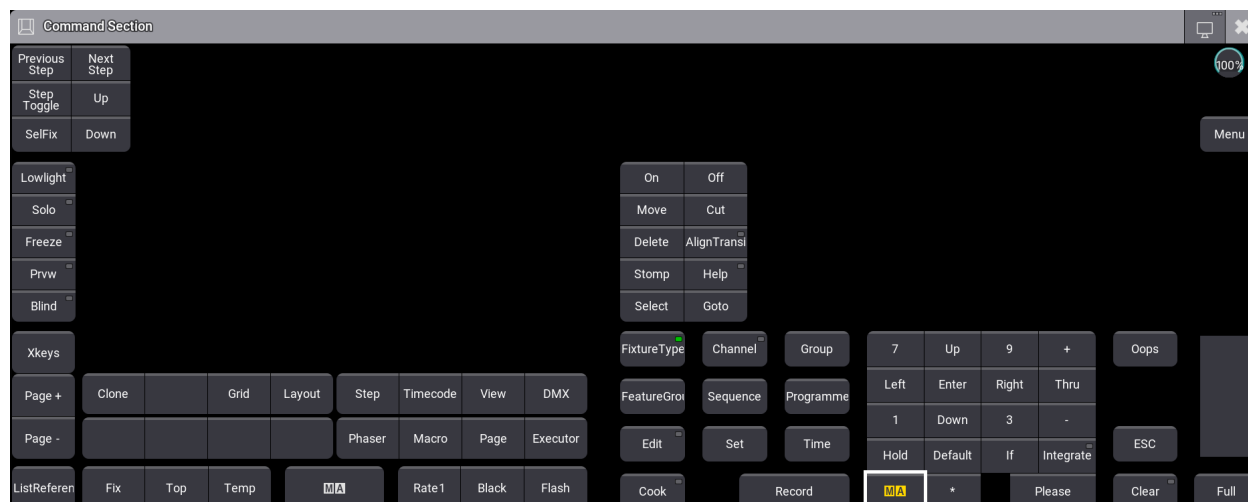 Command Section
Previous Step
Next Step
100%
Step Toggle
Up
SelFix
Down
Menu
Lowlight
On
Off
Solo
Move
Cut
Freeze
Delete
AlignTransi
Prvw
Stomp
Help
Blind
Select
Goto
Xkeys
FixtureType
Channel
Group
7
Up
9
+
Oops
Page +
Clone
Grid
Layout
Step
Timecode
View
DMX
FeatureGrou
Sequence
Programme
Left
Enter
Right
Thru
1
Down
3
-
Page -
Phaser
Macro
Page
Executor
Edit
Set
Time
ESC
Hold
Default
If
Integrate
ListReferen
Fix
Top
Temp
MA
Rate1
Black
Flash
Cook
Record
MA
*
Please
Clear
Full